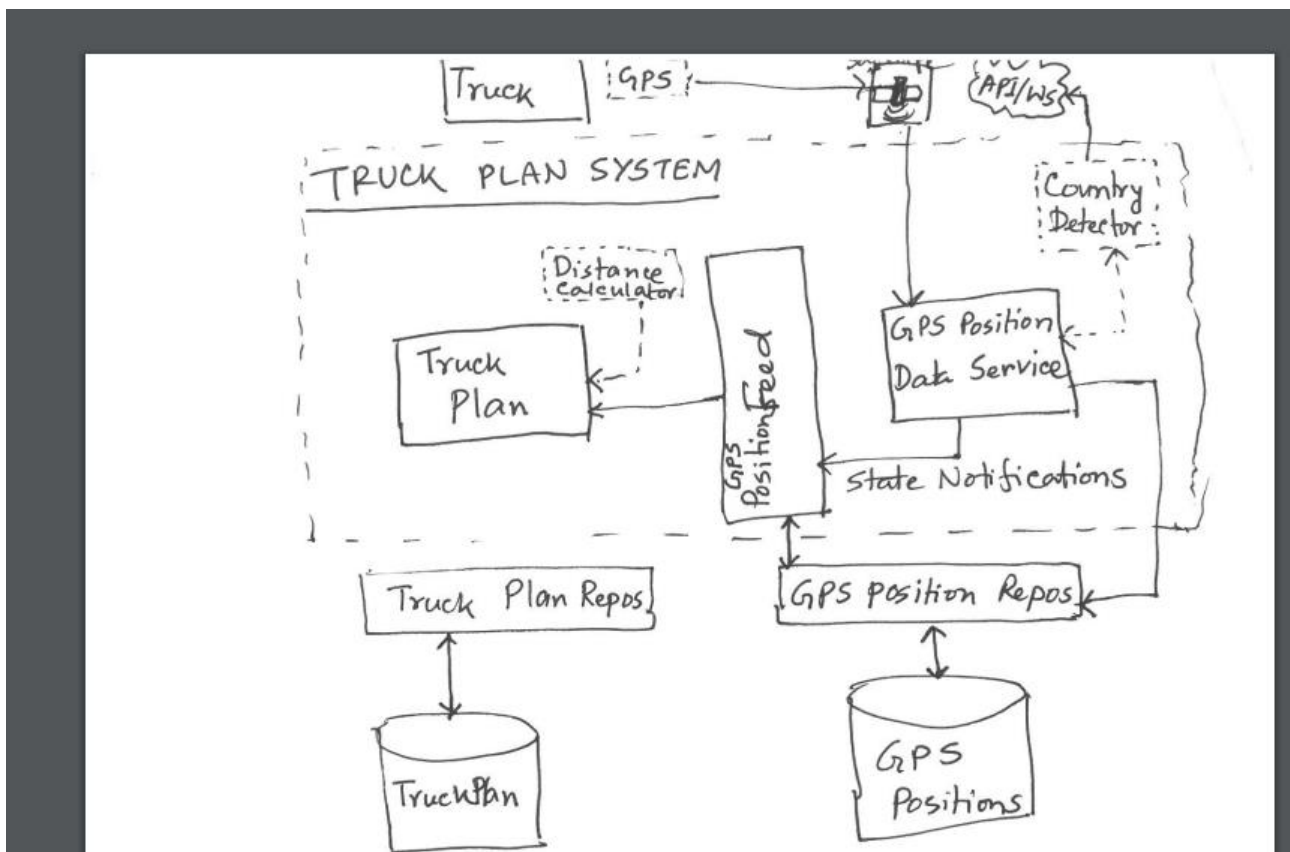 Truck
GPS
API/WS
TRUCK PLAN SYSTEM
Country
Detector
Distance
Calculator
GPS Position
Data Service
Truck
Plan
GPS
Positions Feed
State Notifications
Truck Plan Repos
GPS Position Repos
TruckPlan
GPS
Positions